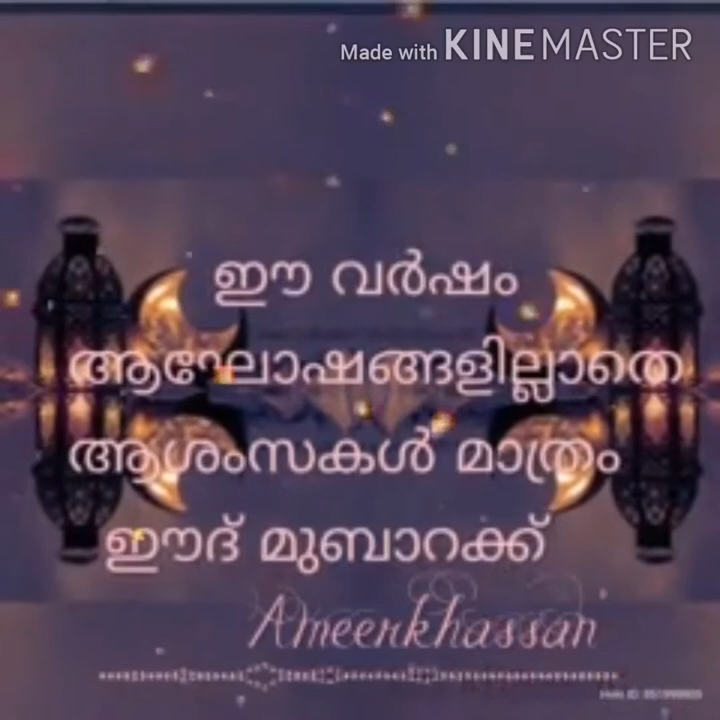 Made with KINEMASTER
ഈ വർഷം
ആഘോഷങ്ങളില്ലാതെ
ആശംസകൾ മാത്രം
ഈദ് മുബാറക്ക്
Ameerkhassan